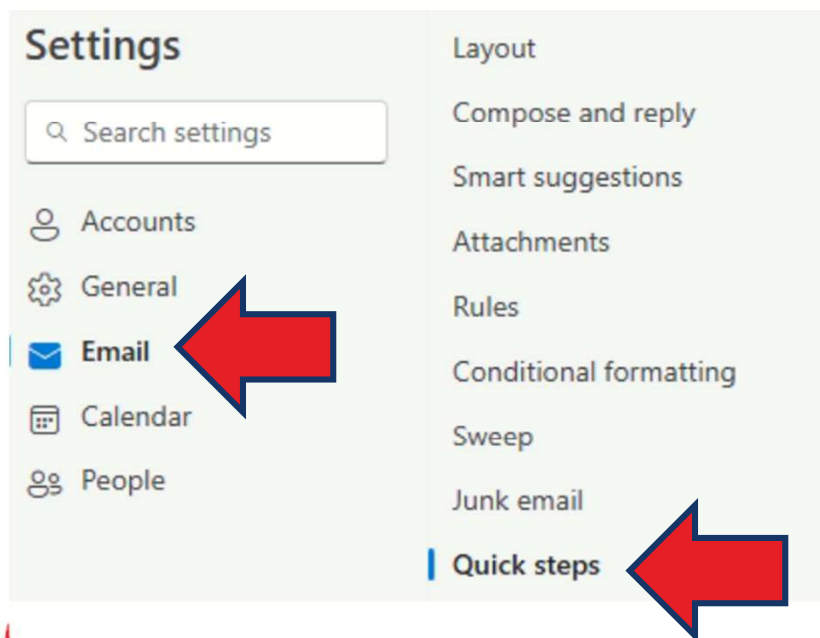 Settings
Search settings
Accounts
General
Email
Calendar
People
Layout
Compose and reply
Smart suggestions
Attachments
Rules
Conditional formatting
Sweep
Junk email
Quick steps